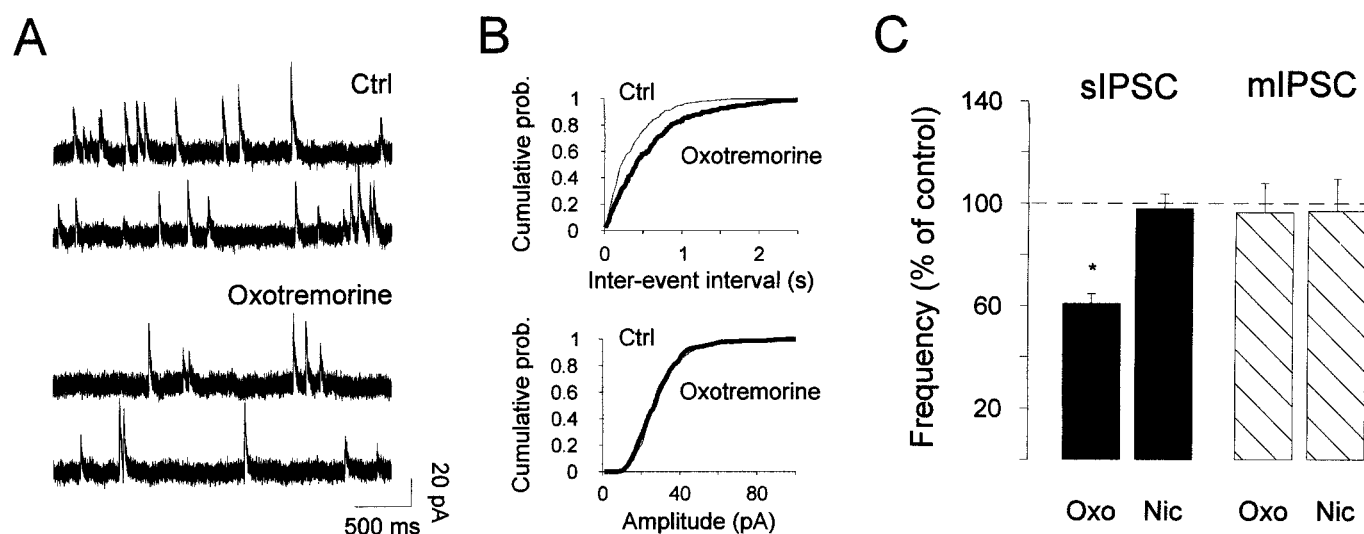 A
Ctrl
Oxotremorine
20 pA
500 ms
B
Cumulative prob.
1
0.8
0.6
0.4
0.2
0
Ctrl
Oxotremorine
0 1 2
Inter-event interval (s)
Cumulative prob.
1
0.8
0.6
0.4
0.2
0
Ctrl
Oxotremorine
0 40 80
Amplitude (pA)
C
sIPSC mIPSC
Frequency (% of control)
140
100
60
20
*
Oxo Nic Oxo Nic